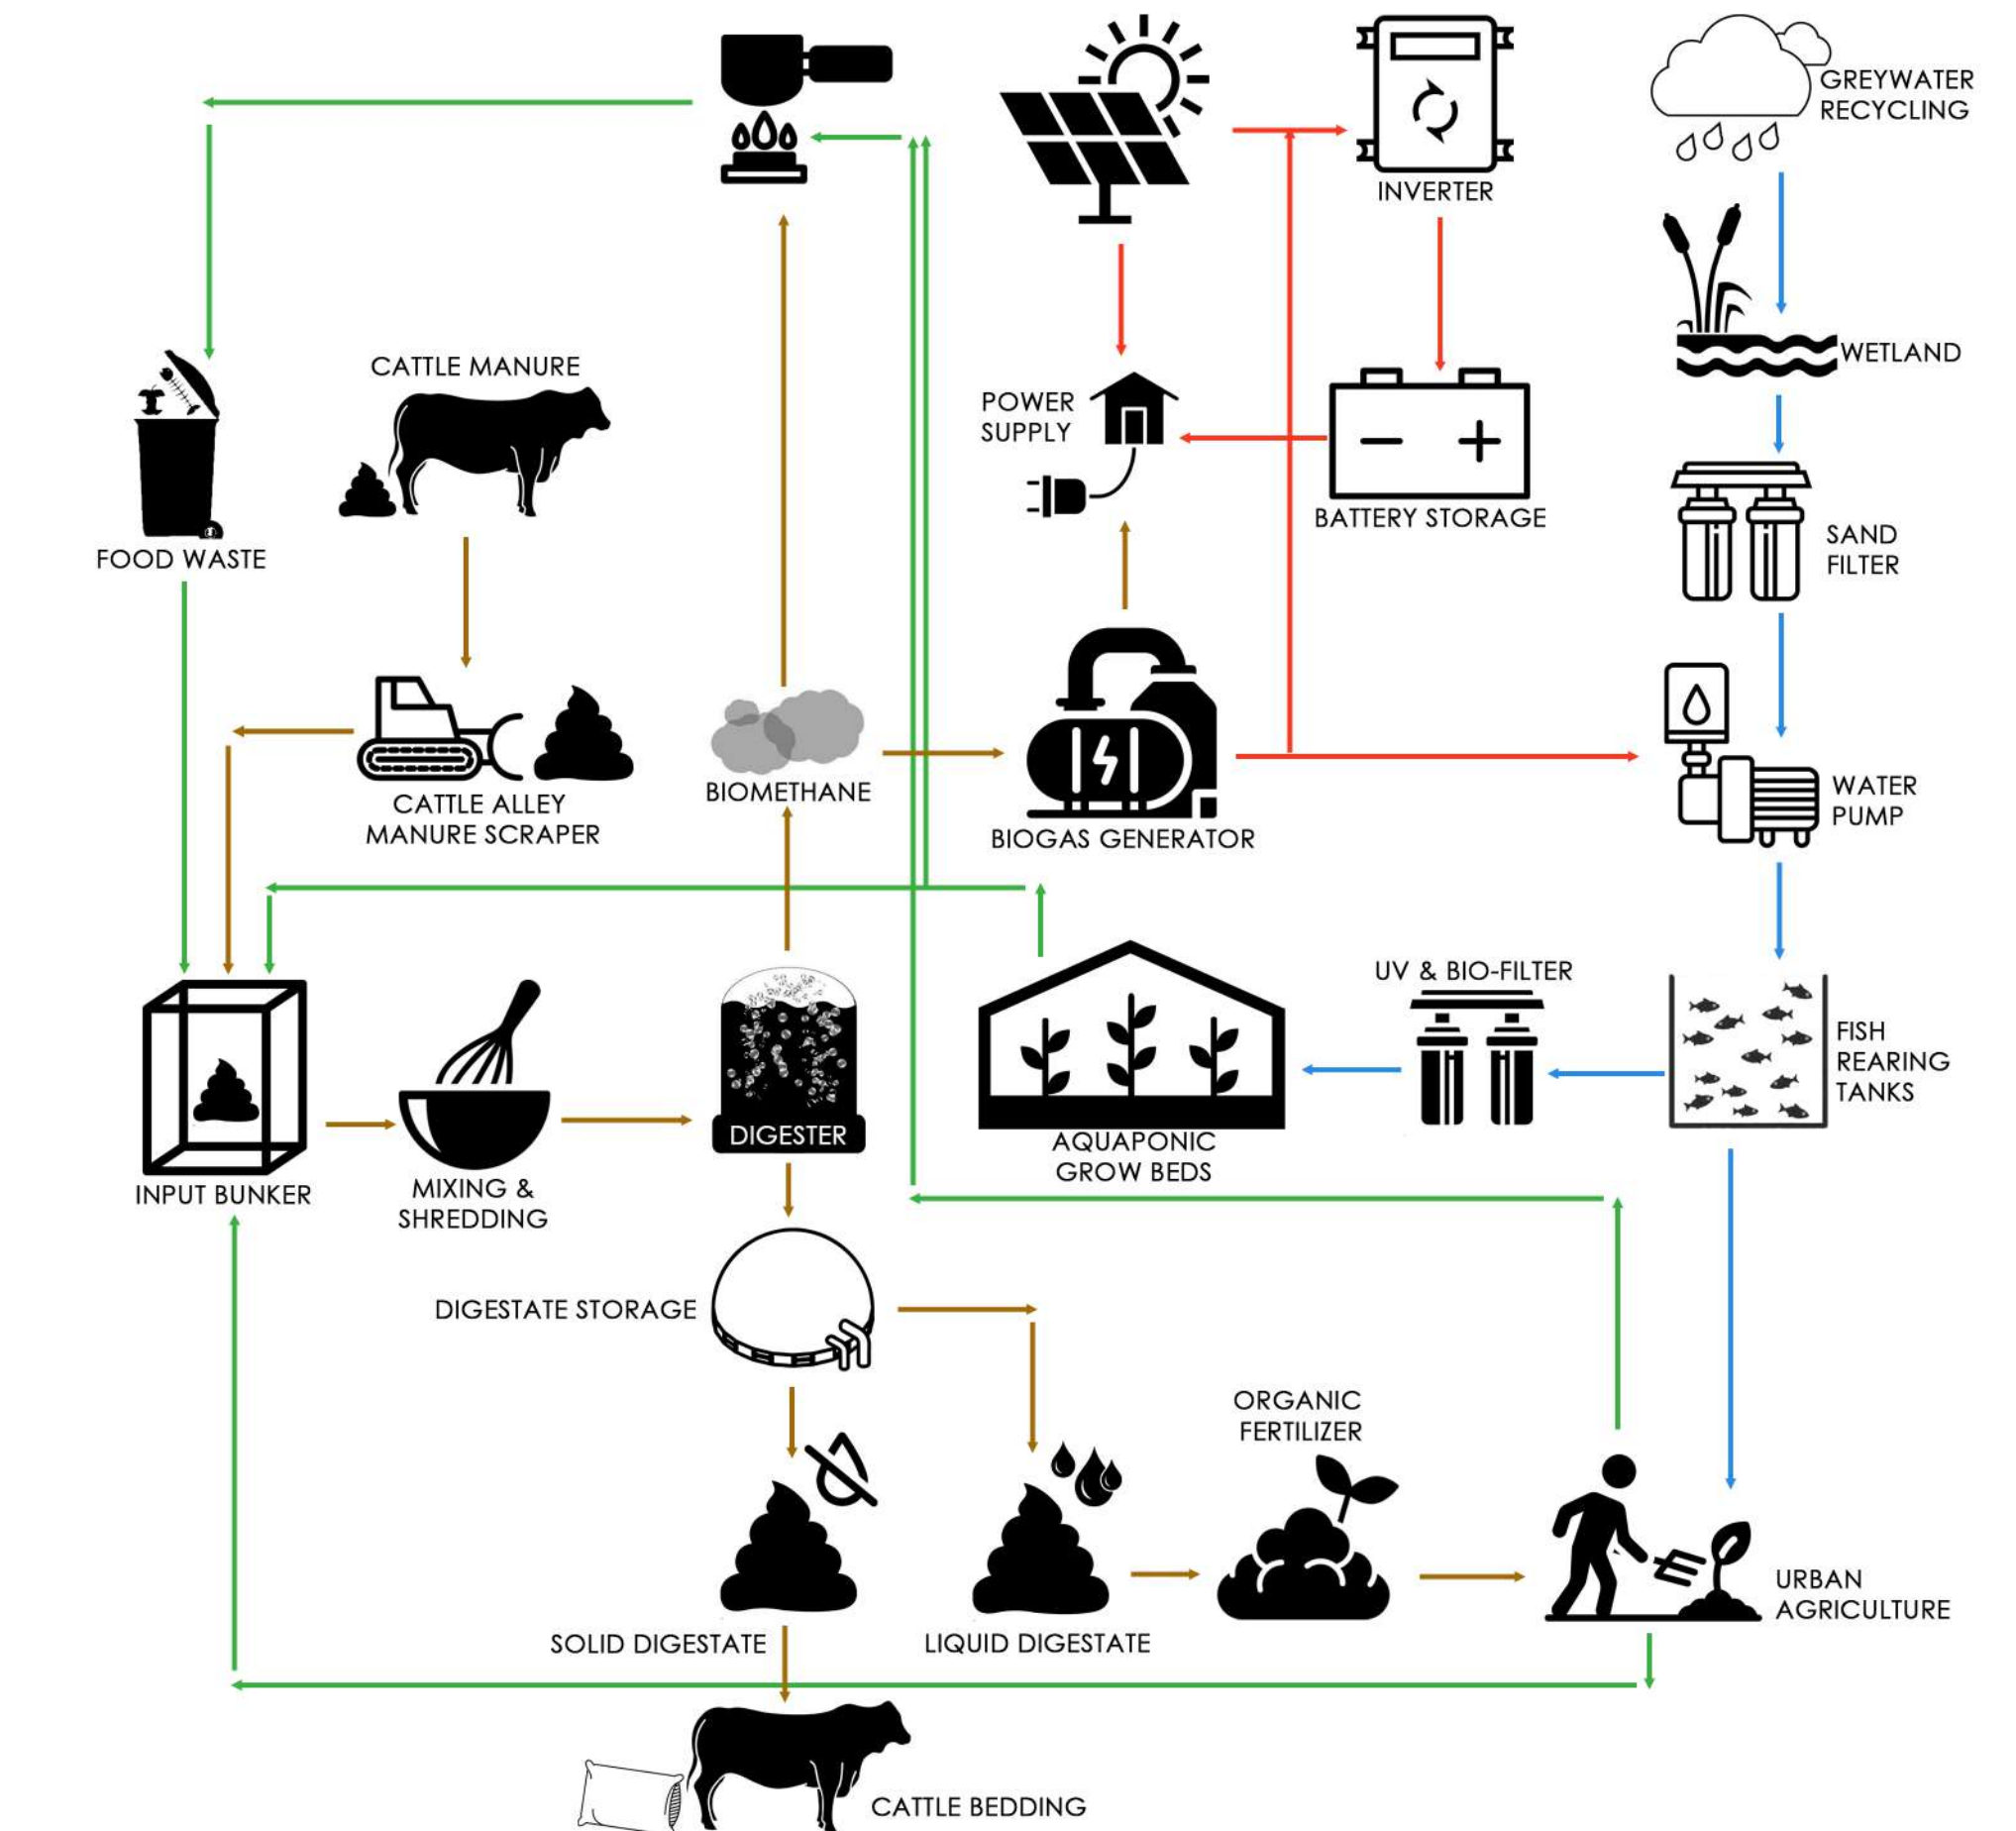 GREYWATER
RECYCLING
INVERTER
WETLAND
CATTLE MANURE
POWER
SUPPLY
BATTERY STORAGE
SAND
FILTER
FOOD WASTE
WATER
PUMP
BIOMETHANE
CATTLE ALLEY
MANURE SCRAPER
BIOGAS GENERATOR
UV & BIO-FILTER
FISH
REARING
TANKS
DIGESTER
AQUAPONIC
GROW BEDS
INPUT BUNKER
MIXING &
SHREDDING
DIGESTATE STORAGE
ORGANIC
FERTILIZER
URBAN
AGRICULTURE
SOLID DIGESTATE
LIQUID DIGESTATE
CATTLE BEDDING